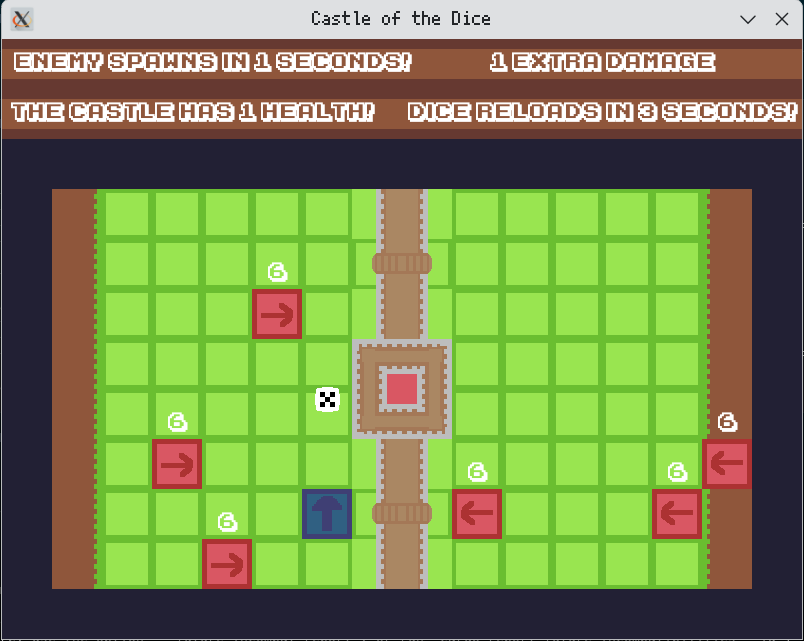 Castle of the Dice
ENEMY SPAWNS IN 1 SECONDS!
1 EXTRA DAMAGE
THE CASTLE HAS 1 HEALTH!
DICE RELOADS IN 3 SECONDS!
6
6
6
6
6
6